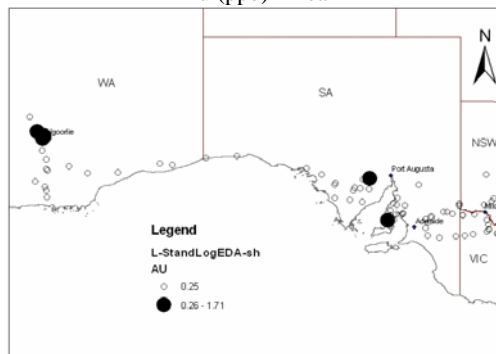 N
WA
SA
NSW
Port Augusta
Adelaide
VIC
Legend
L-StandLogEDA-sh
AU
0.25
0.26 - 1.71